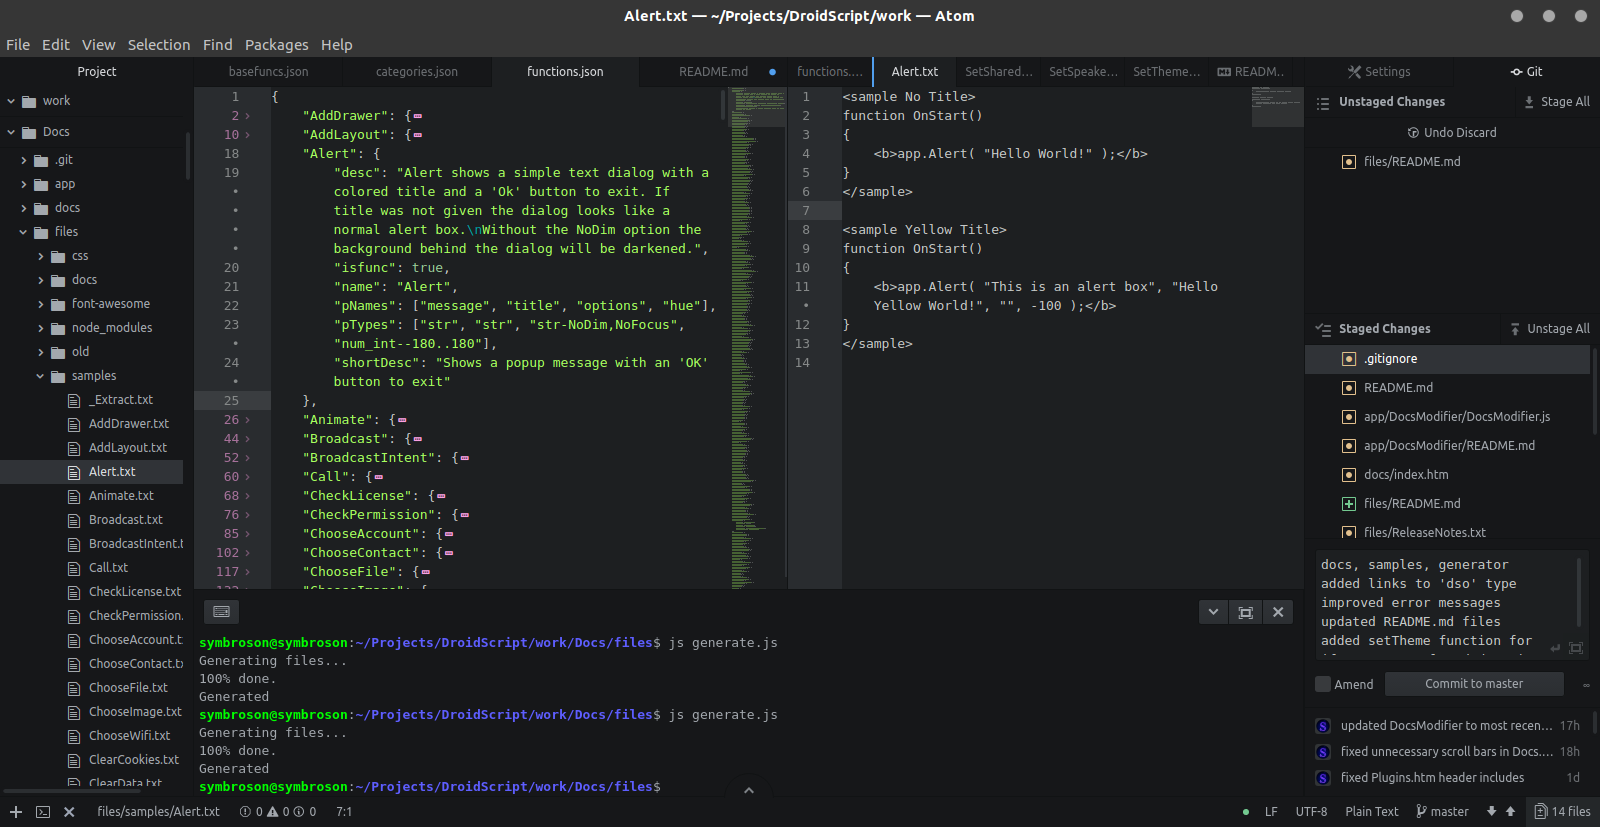 Alert.txt — ~/Projects/DroidScript/work — Atom
File Edit View Selection Find Packages Help
Project
work
Docs
.git
app
docs
files
css
docs
font-awesome
node_modules
old
samples
_Extract.txt
AddDrawer.txt
AddLayout.txt
Alert.txt
Animate.txt
Broadcast.txt
BroadcastIntent.t
Call.txt
CheckLicense.txt
CheckPermission.
ChooseAccount.t
ChooseContact.tx
ChooseFile.txt
ChooseImage.txt
ChooseWifi.txt
ClearCookies.txt
ClearData.txt
basefuncs.json categories.json functions.json README.md
1 {
2 "AddDrawer": {
10 "AddLayout": {
18 "Alert": {
19 "desc": "Alert shows a simple text dialog with a
• colored title and a 'Ok' button to exit. If
• title was not given the dialog looks like a
• normal alert box.\nWithout the NoDim option the
• background behind the dialog will be darkened.",
20 "isfunc": true,
21 "name": "Alert",
22 "pNames": ["message", "title", "options", "hue"],
23 "pTypes": ["str", "str", "str-NoDim,NoFocus",
• "num_int--180..180"],
24 "shortDesc": "Shows a popup message with an 'OK'
• button to exit"
25 },
26 "Animate": {
44 "Broadcast": {
52 "BroadcastIntent": {
60 "Call": {
68 "CheckLicense": {
76 "CheckPermission": {
85 "ChooseAccount": {
102 "ChooseContact": {
117 "ChooseFile": {
"ChooseImage": {
functions.... Alert.txt SetShared... SetSpeake... SetTheme... READM..
1 <sample No Title>
2 function OnStart()
3 {
4 <b>app.Alert( "Hello World!" );</b>
5 }
6 </sample>
7
8 <sample Yellow Title>
9 function OnStart()
10 {
11 <b>app.Alert( "This is an alert box", "Hello
• Yellow World!", "", -100 );</b>
12 }
13 </sample>
14
symbroson@symbroson:~/Projects/DroidScript/work/Docs/files$ js generate.js
Generating files...
100% done.
Generated
symbroson@symbroson:~/Projects/DroidScript/work/Docs/files$ js generate.js
Generating files...
100% done.
Generated
symbroson@symbroson:~/Projects/DroidScript/work/Docs/files$
Settings Git
Unstaged Changes Stage All
Undo Discard
files/README.md
Staged Changes Unstage All
.gitignore
README.md
app/DocsModifier/DocsModifier.js
app/DocsModifier/README.md
docs/index.htm
files/README.md
files/ReleaseNotes.txt
docs, samples, generator
added links to 'dso' type
improved error messages
updated README.md files
added setTheme function for
Amend Commit to master
updated DocsModifier to most recen... 17h
fixed unnecessary scroll bars in Docs.... 18h
fixed Plugins.htm header includes 1d
files/samples/Alert.txt 0 0 0 7:1 LF UTF-8 Plain Text master 14 files